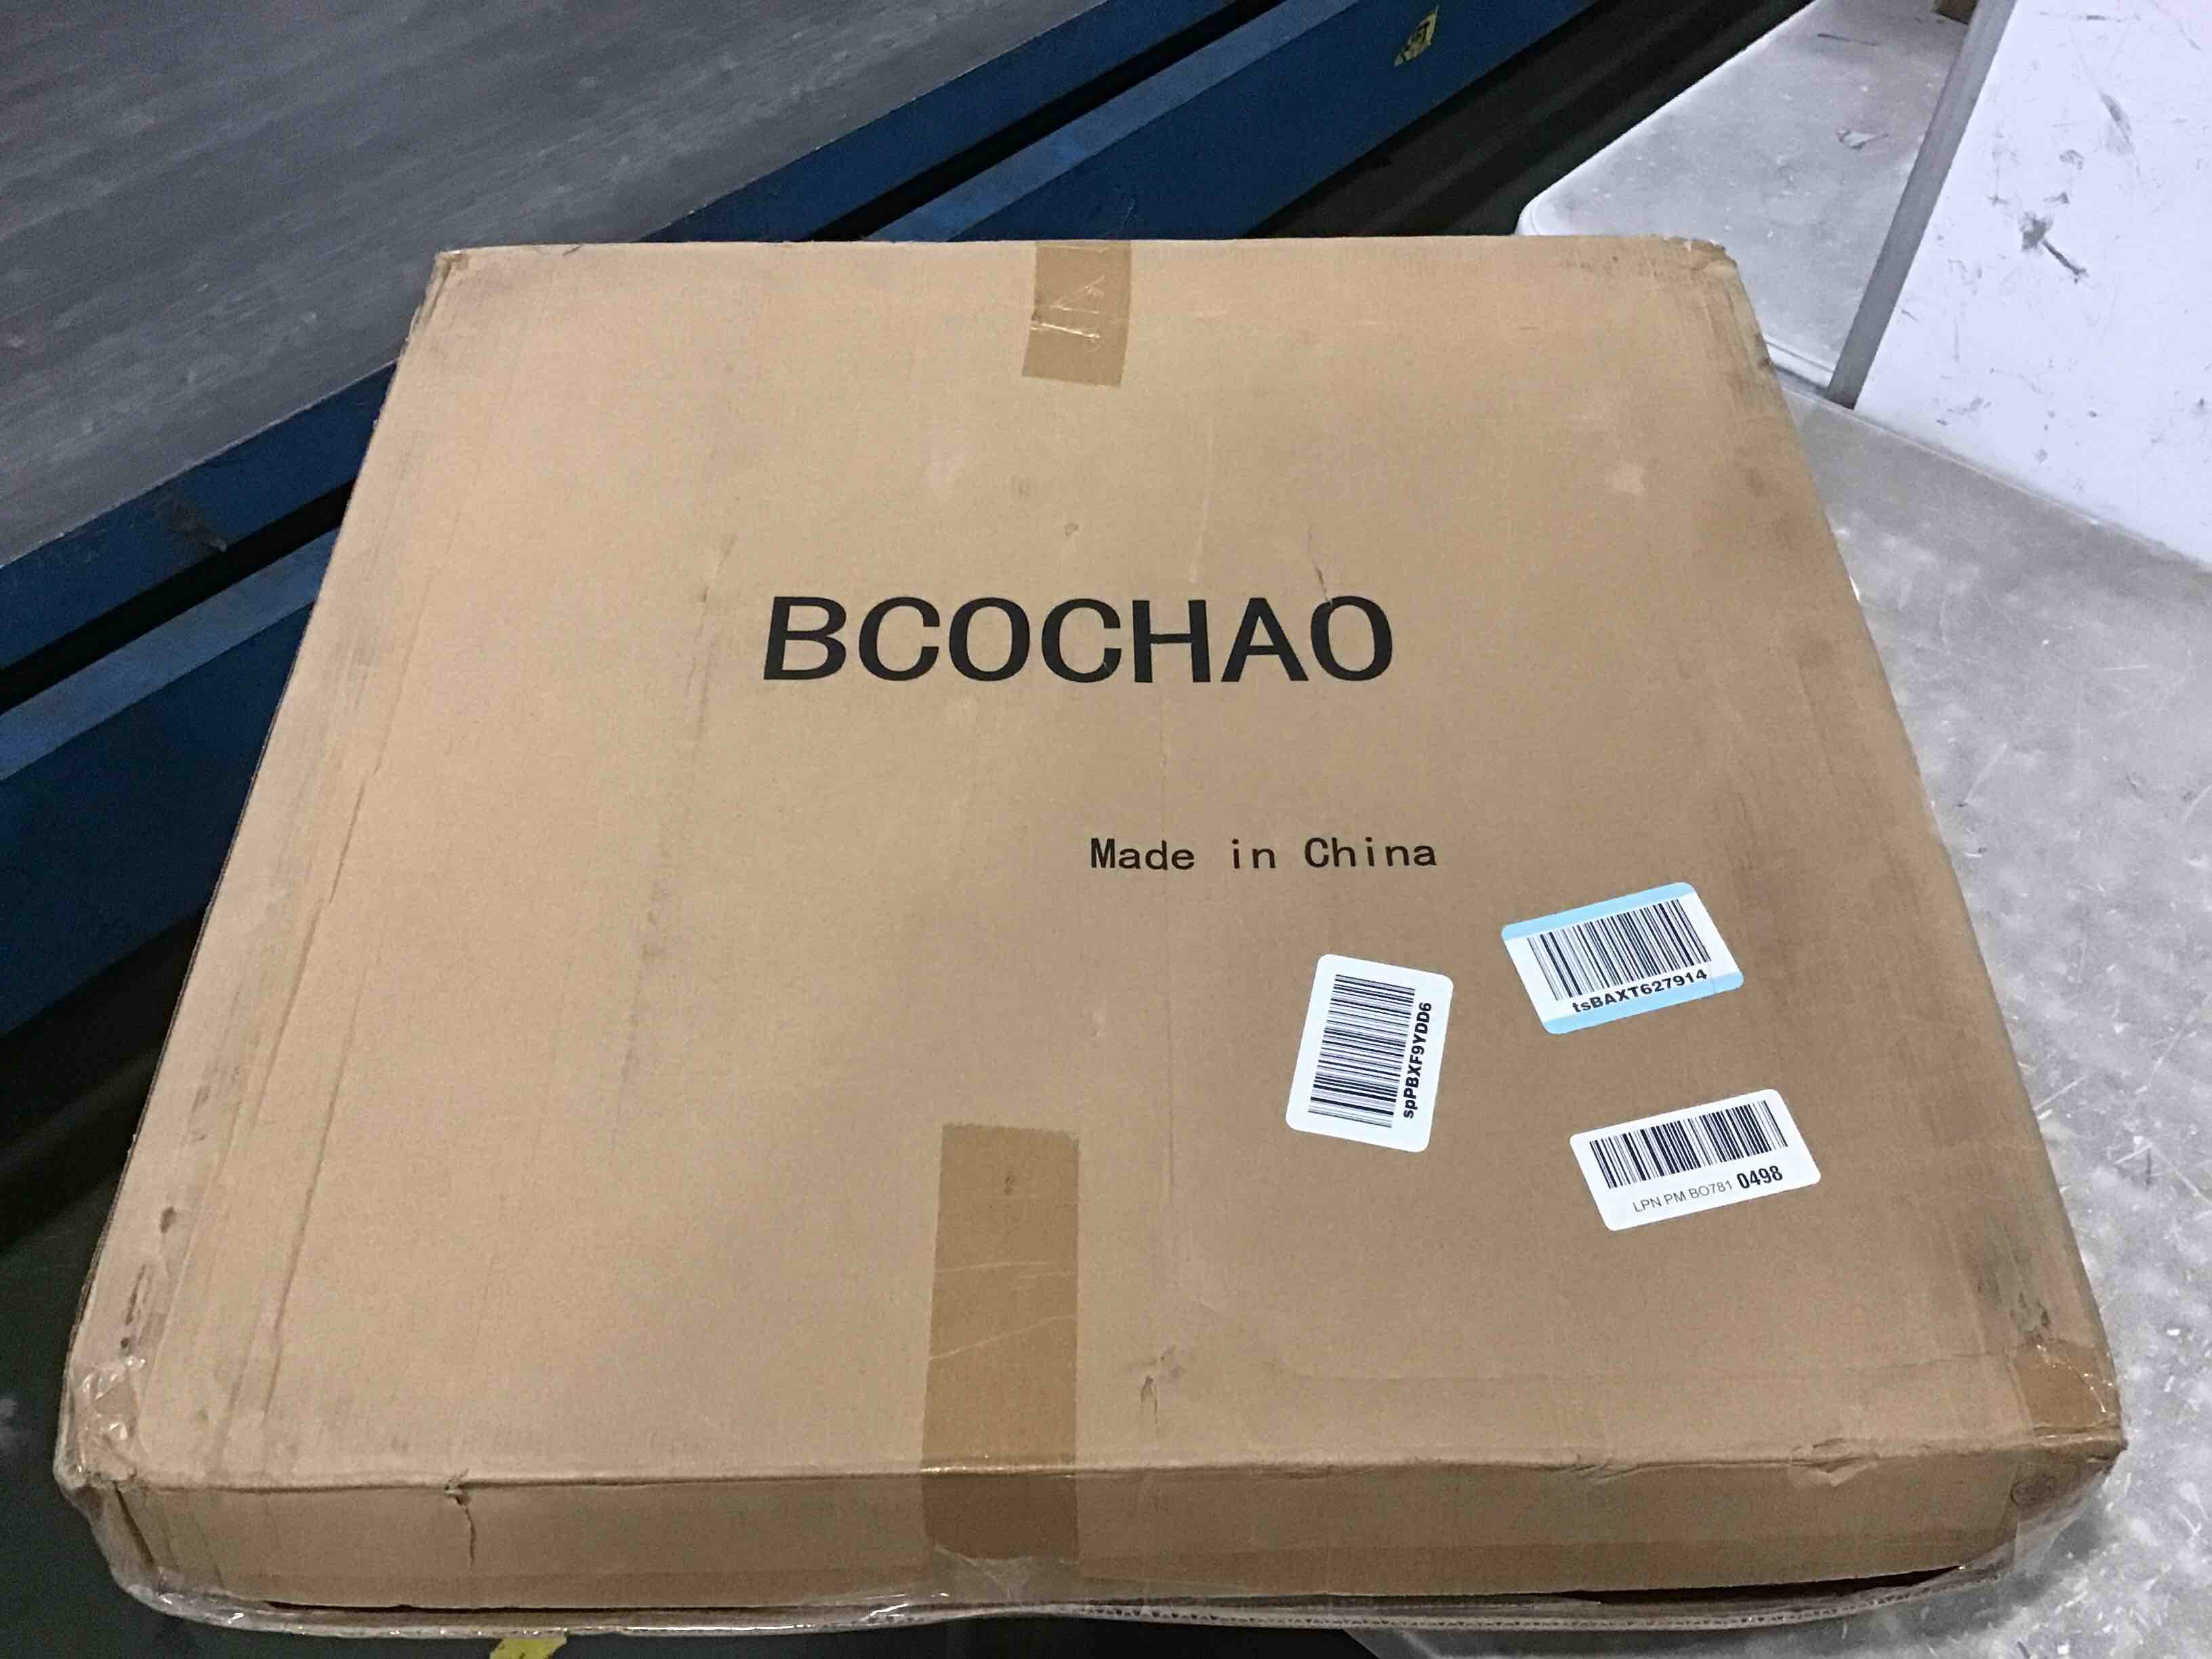 BCOCHAO
Made in China
tsBAXT627914
spPBXF9YDD6
LPN PM BO781 0498